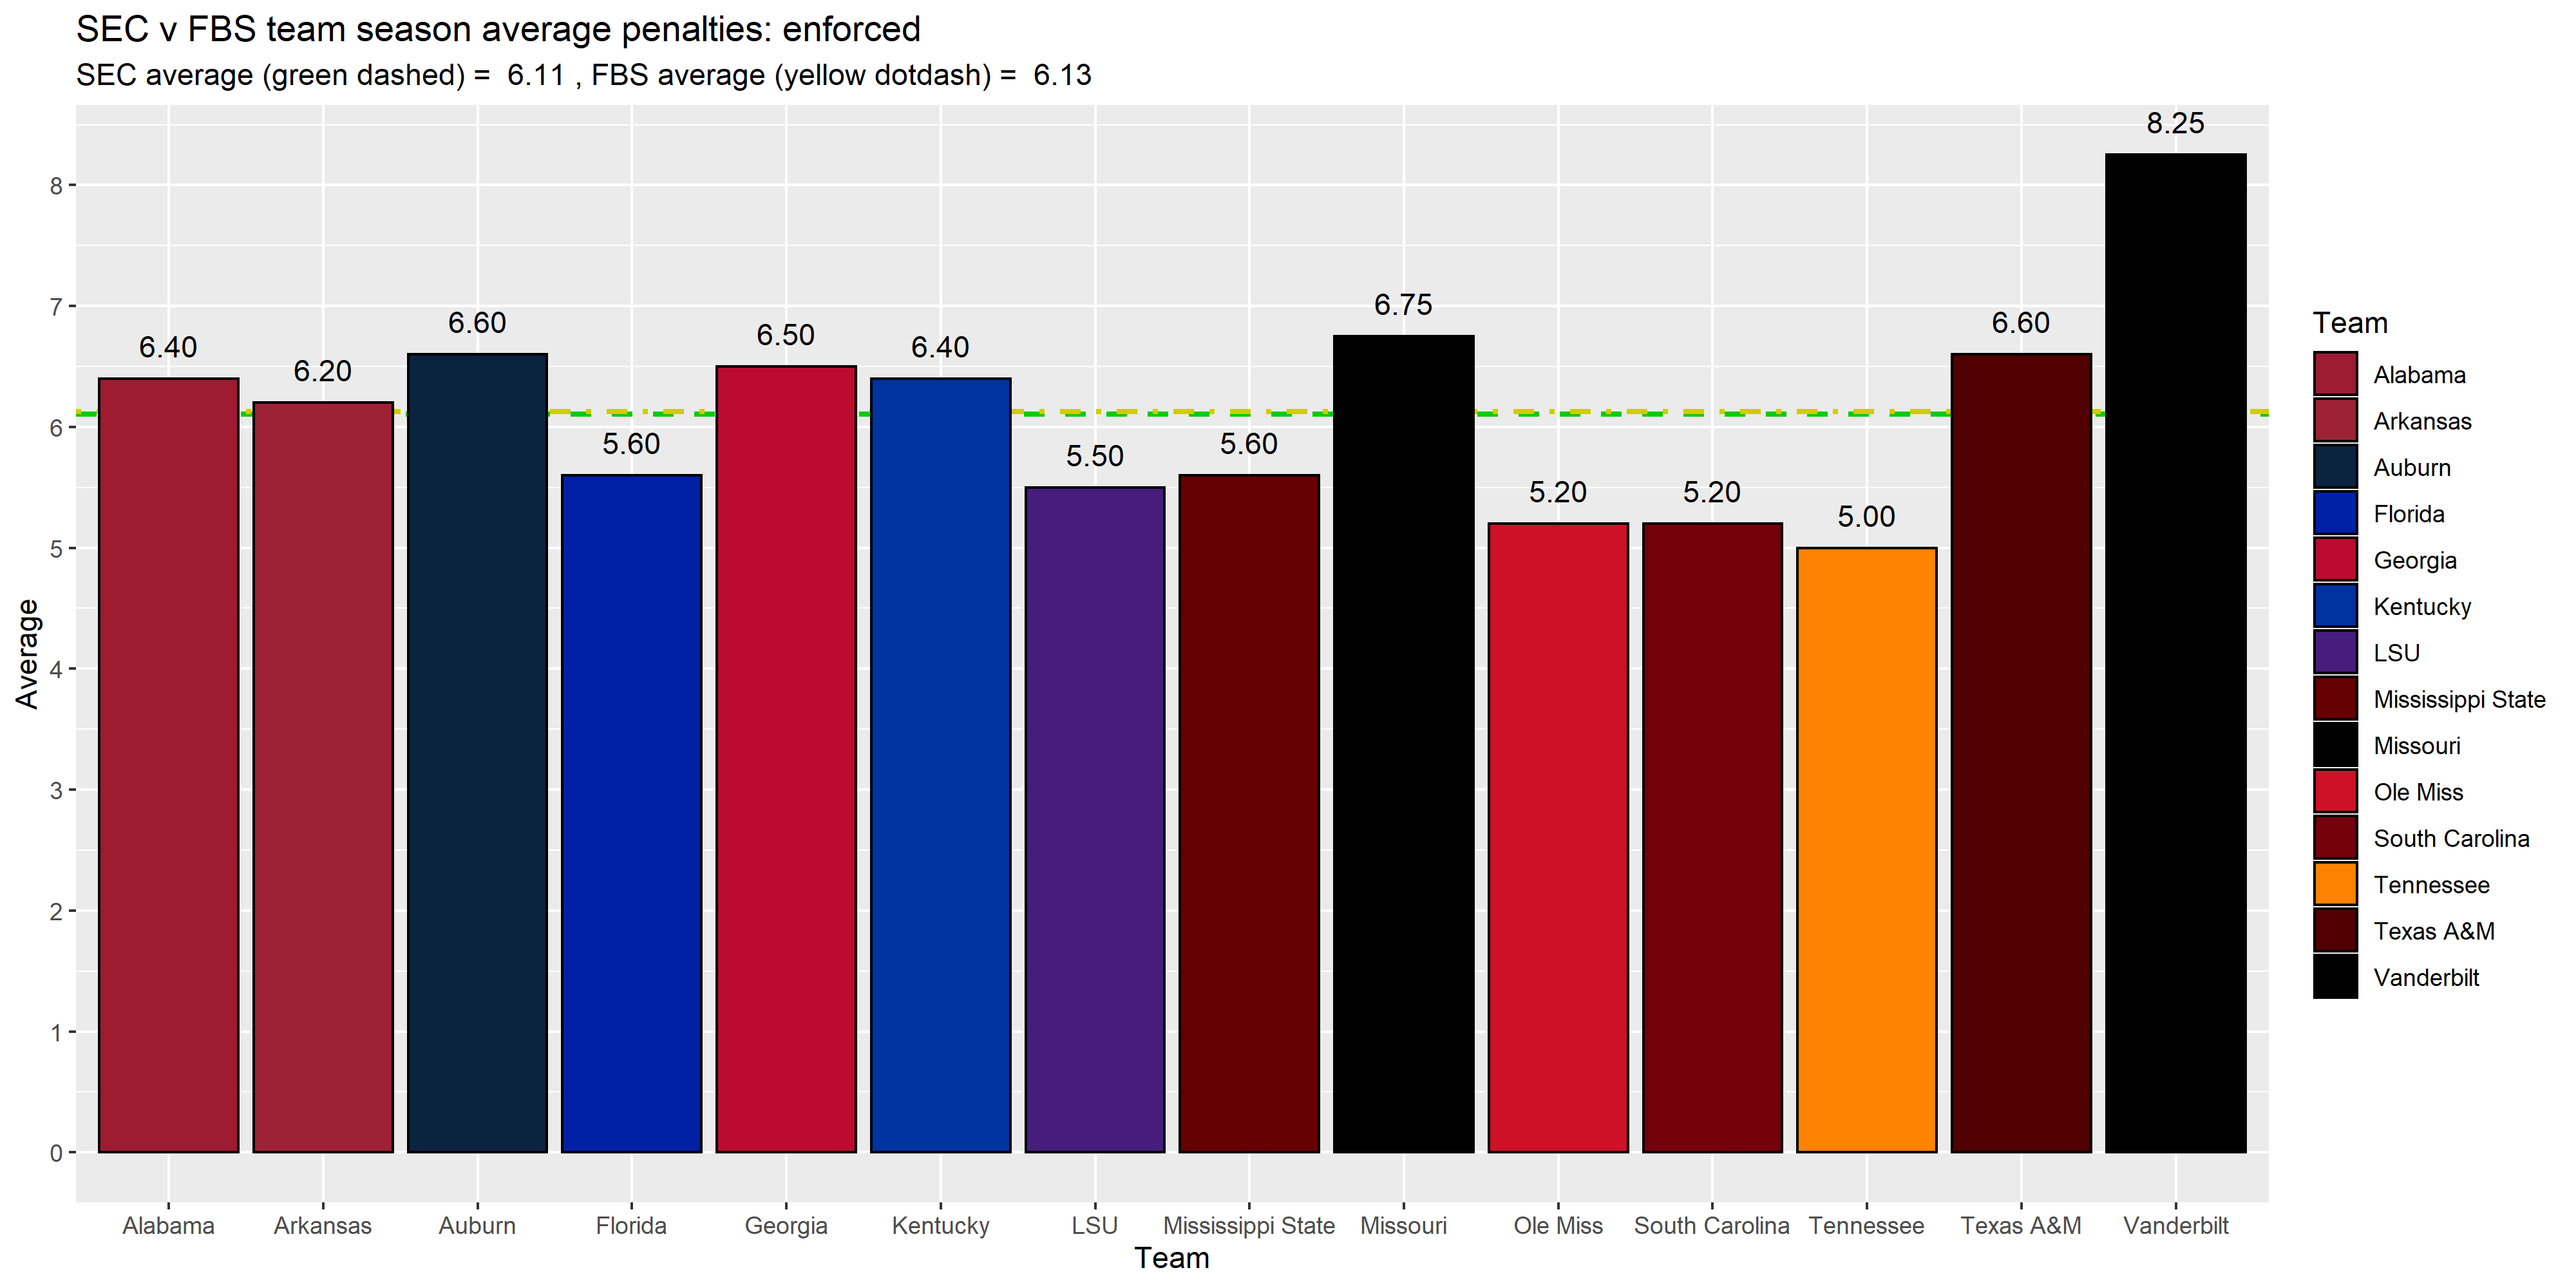 SEC v FBS team season average penalties: enforced
SEC average (green dashed) =  6.11 , FBS average (yellow dotdash) =  6.13
8.25
8
7
6.75
6.60
6.60
6.50
6.40
6.40
6.20
6
5.60
5.60
5.50
5.20
5.20
5.00
5
4
3
2
1
0
Average
Alabama
Arkansas
Auburn
Florida
Georgia
Kentucky
LSU
Mississippi State
Missouri
Ole Miss
South Carolina
Tennessee
Texas A&M
Vanderbilt
Team
Team
Alabama
Arkansas
Auburn
Florida
Georgia
Kentucky
LSU
Mississippi State
Missouri
Ole Miss
South Carolina
Tennessee
Texas A&M
Vanderbilt